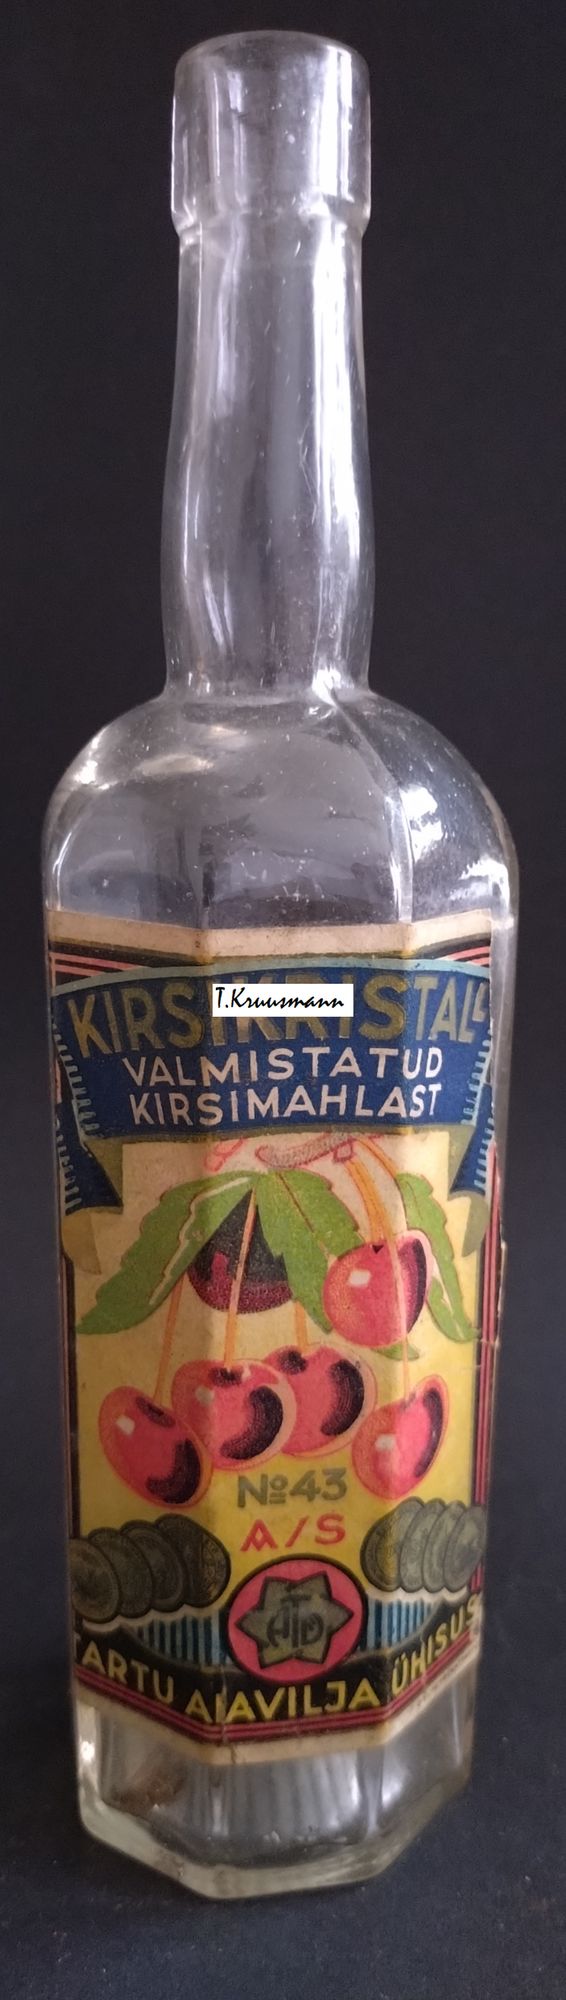 KIRSIKRISTALL
T.Kruusmann
VALMISTATUD
KIRSIMAHLAST
№43
A/S
TARTU AIAVILJA ÜHISUS